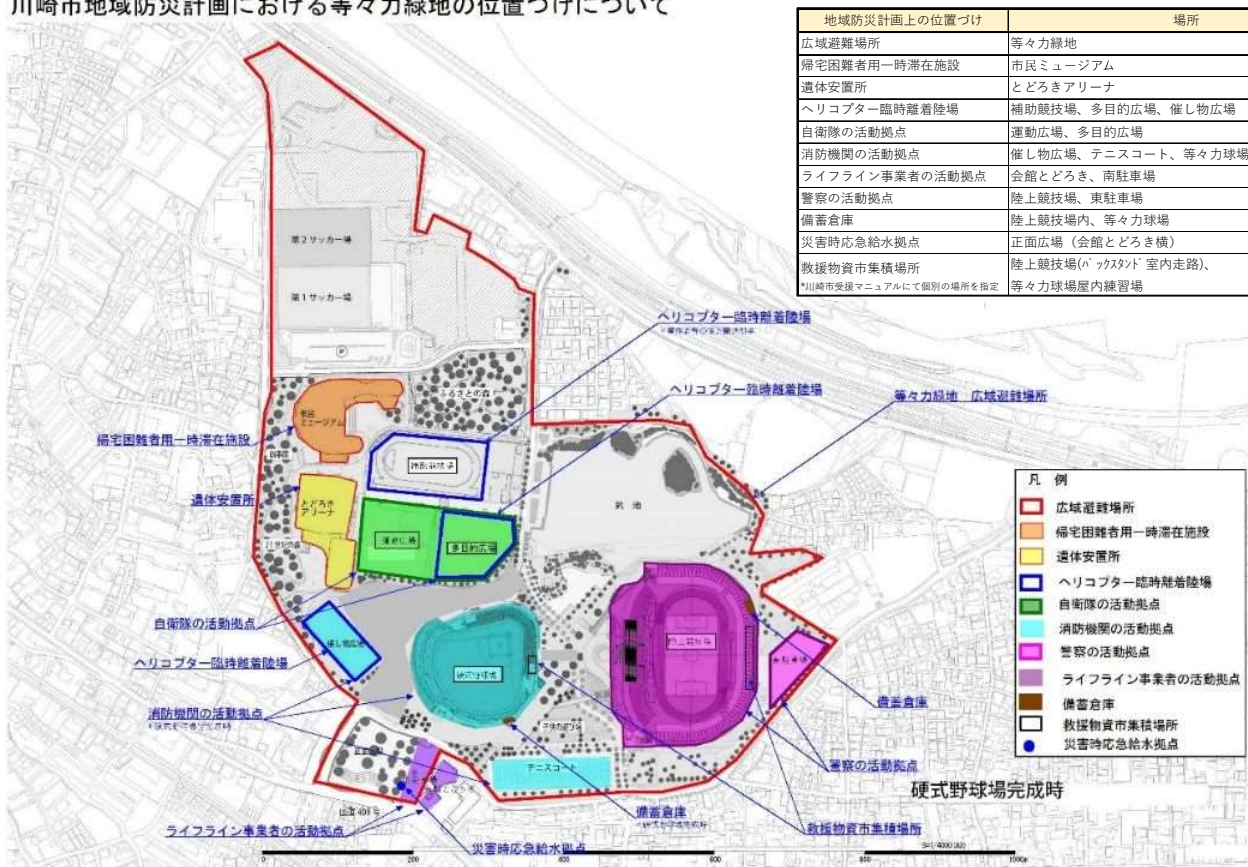 川崎市地域防災計画における等々力緑地の位置づけについて
地域防災計画上の位置づけ 場所
広域避難場所 等々力緑地
帰宅困難者用一時滞在施設 市民ミュージアム
遺体安置所 とどろきアリーナ
ヘリコプター臨時離着陸場 補助競技場、多目的広場、催し物広場
自衛隊の活動拠点 運動広場、多目的広場
消防機関の活動拠点 催し物広場、テニスコート、等々力球場
ライフライン事業者の活動拠点 会館とどろき、南駐車場
警察の活動拠点 陸上競技場、東駐車場
備蓄倉庫 陸上競技場内、等々力球場
災害時応急給水拠点 正面広場（会館とどろき横）
救援物資市集積場所 陸上競技場(バックスタンド室内走路)、
*川崎市受援マニュアルにて個別の場所を指定 等々力球場屋内練習場
第2サッカー場
第1サッカー場
P
ヘリコプター臨時離着陸場
ふるさとの森
ヘリコプター臨時離着陸場
等々力緑地 広域避難場所
市民
ミュージアム
帰宅困難者用一時滞在施設
補助競技場
遺体安置所
とどろき
アリーナ
運動広場
多目的広場
自衛隊の活動拠点
催し物広場
ヘリコプター臨時離着陸場
消防機関の活動拠点
硬式野球場
陸上競技場
東駐車場
備蓄倉庫
テニスコート
警察の活動拠点
硬式野球場完成時
備蓄倉庫
救援物資市集積場所
ライフライン事業者の活動拠点
災害時応急給水拠点
凡 例
広域避難場所
帰宅困難者用一時滞在施設
遺体安置所
ヘリコプター臨時離着陸場
自衛隊の活動拠点
消防機関の活動拠点
警察の活動拠点
ライフライン事業者の活動拠点
備蓄倉庫
救援物資市集積場所
災害時応急給水拠点
0 200 400 600 800 1000m